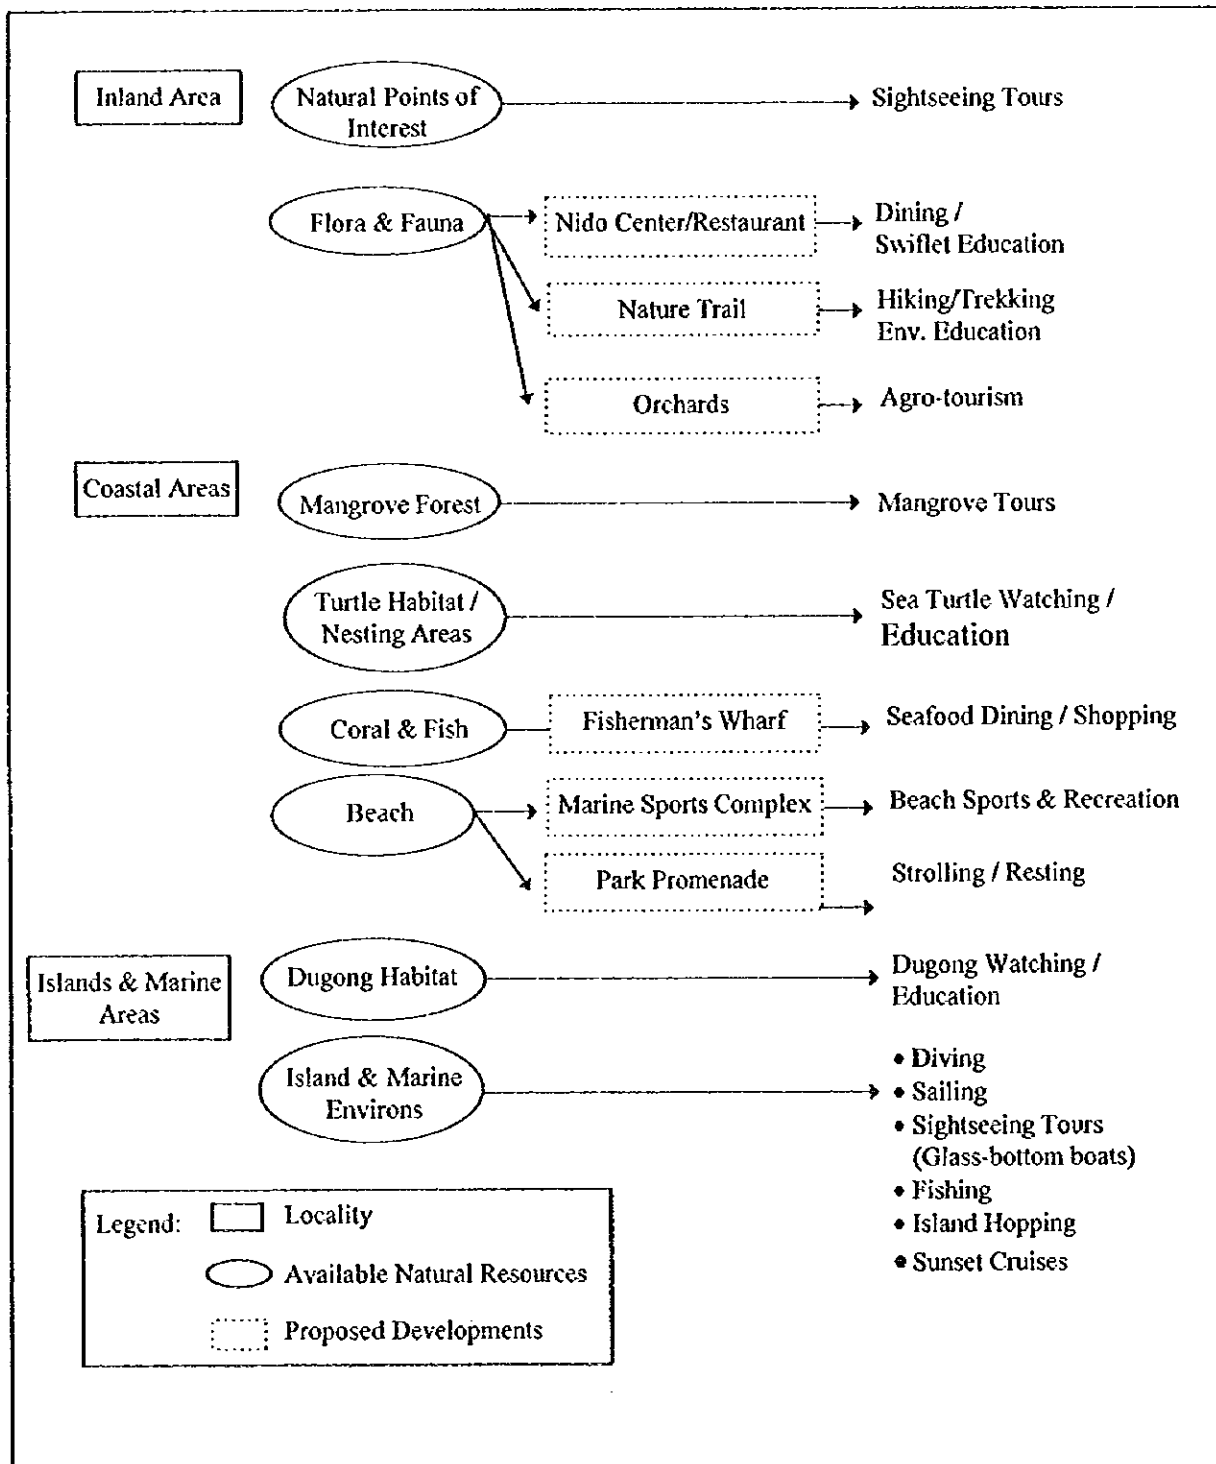 Inland Area
Natural Points of
Interest
Sightseeing Tours
Flora & Fauna
Nido Center/Restaurant
Dining /
Swiflet Education
Nature Trail
Hiking/Trekking
Env. Education
Orchards
Agro-tourism
Coastal Areas
Mangrove Forest
Mangrove Tours
Turtle Habitat /
Nesting Areas
Sea Turtle Watching /
Education
Coral & Fish
Fisherman's Wharf
Seafood Dining / Shopping
Beach
Marine Sports Complex
Beach Sports & Recreation
Park Promenade
Strolling / Resting
Islands & Marine
Areas
Dugong Habitat
Dugong Watching /
Education
Island & Marine
Environs
• Diving
• Sailing
• Sightseeing Tours
(Glass-bottom boats)
• Fishing
• Island Hopping
• Sunset Cruises
Legend:
Locality
Available Natural Resources
Proposed Developments